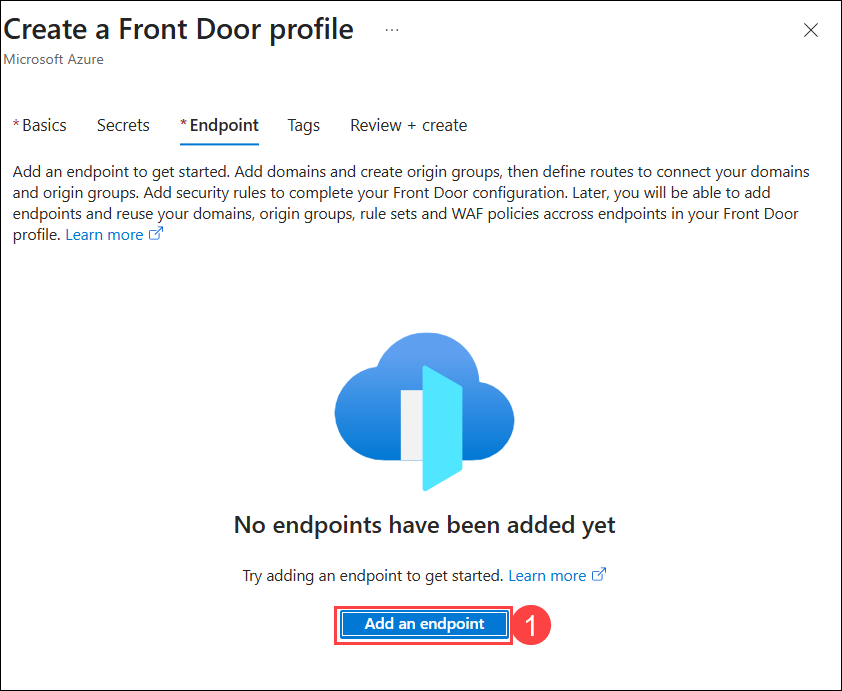 Create a Front Door profile ...
Microsoft Azure
* Basics Secrets * Endpoint Tags Review + create
Add an endpoint to get started. Add domains and create origin groups, then define routes to connect your domains
and origin groups. Add security rules to complete your Front Door configuration. Later, you will be able to add
endpoints and reuse your domains, origin groups, rule sets and WAF policies accross endpoints in your Front Door
profile. Learn more
No endpoints have been added yet
Try adding an endpoint to get started. Learn more
Add an endpoint 1